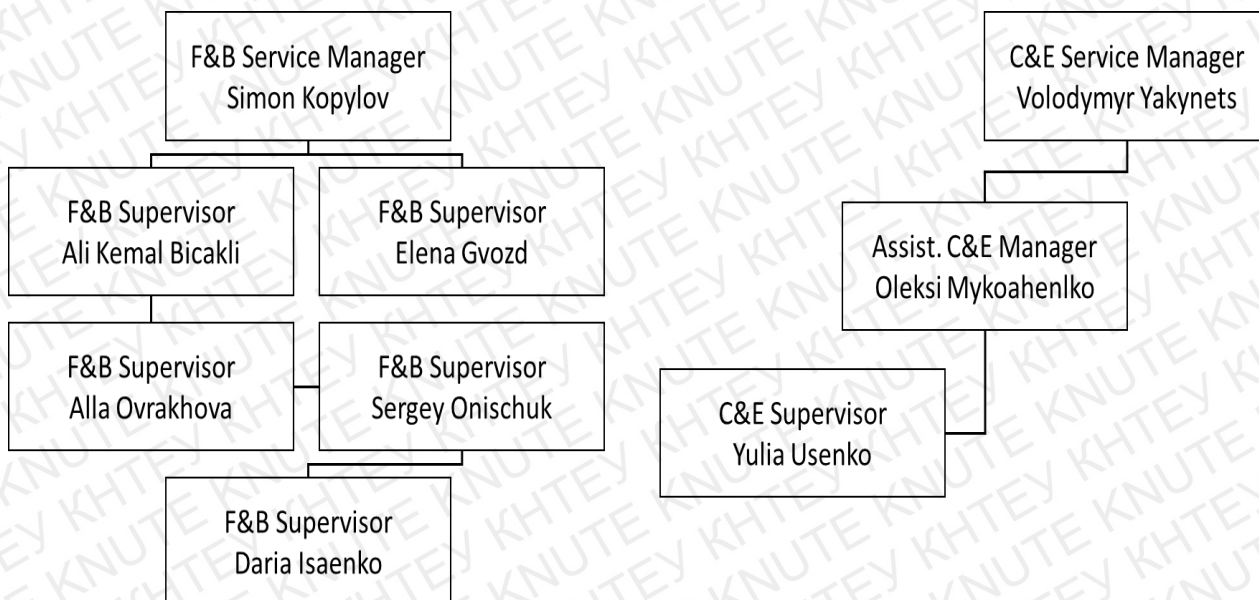 F&B Service Manager
Simon Kopylov
F&B Supervisor
Ali Kemal Bicakli
F&B Supervisor
Elena Gvozd
F&B Supervisor
Alla Ovrakhova
F&B Supervisor
Sergey Onischuk
F&B Supervisor
Daria Isaenko
C&E Service Manager
Volodymyr Yakynets
Assist. C&E Manager
Oleksi Mykoahenlko
C&E Supervisor
Yulia Usenko